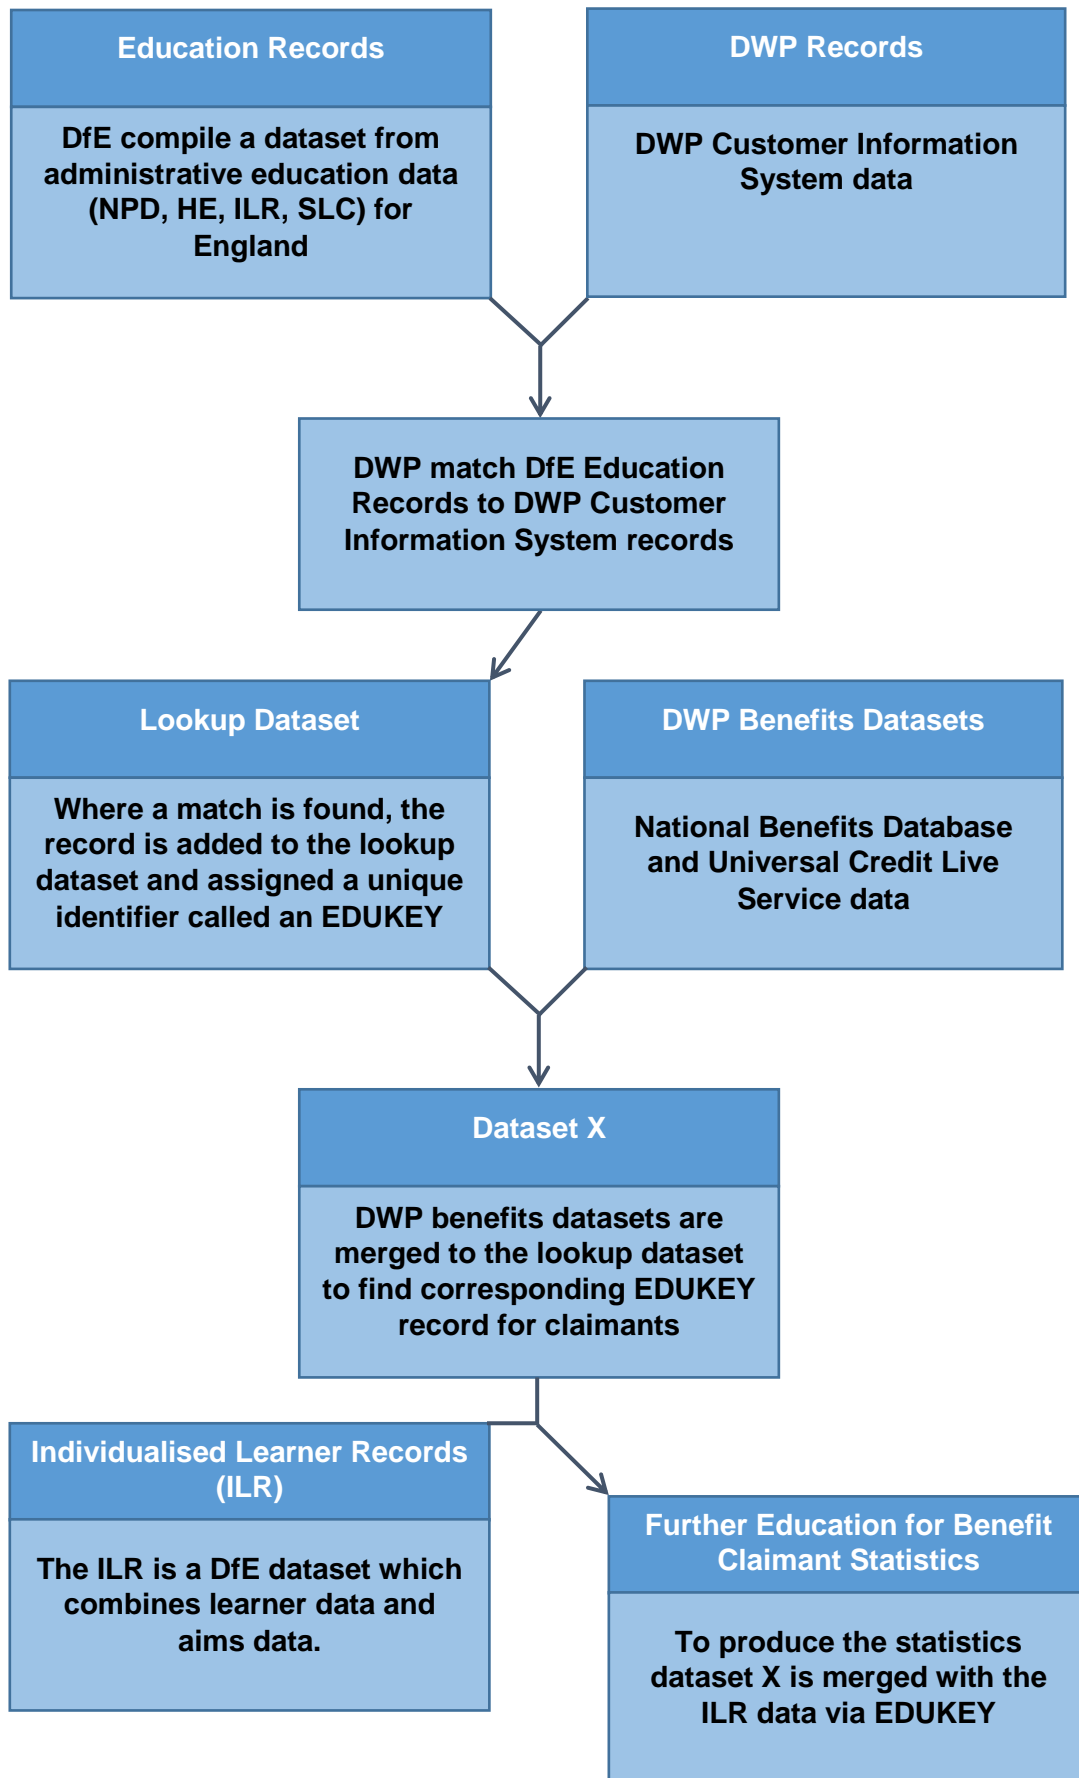 Education Records
DfE compile a dataset from
administrative education data
(NPD, HE, ILR, SLC) for
England
DWP Records
DWP Customer Information
System data
DWP match DfE Education
Records to DWP Customer
Information System records
Lookup Dataset
Where a match is found, the
record is added to the lookup
dataset and assigned a unique
identifier called an EDUKEY
DWP Benefits Datasets
National Benefits Database
and Universal Credit Live
Service data
Dataset X
DWP benefits datasets are
merged to the lookup dataset
to find corresponding EDUKEY
record for claimants
Individualised Learner Records
(ILR)
The ILR is a DfE dataset which
combines learner data and
aims data.
Further Education for Benefit
Claimant Statistics
To produce the statistics
dataset X is merged with the
ILR data via EDUKEY